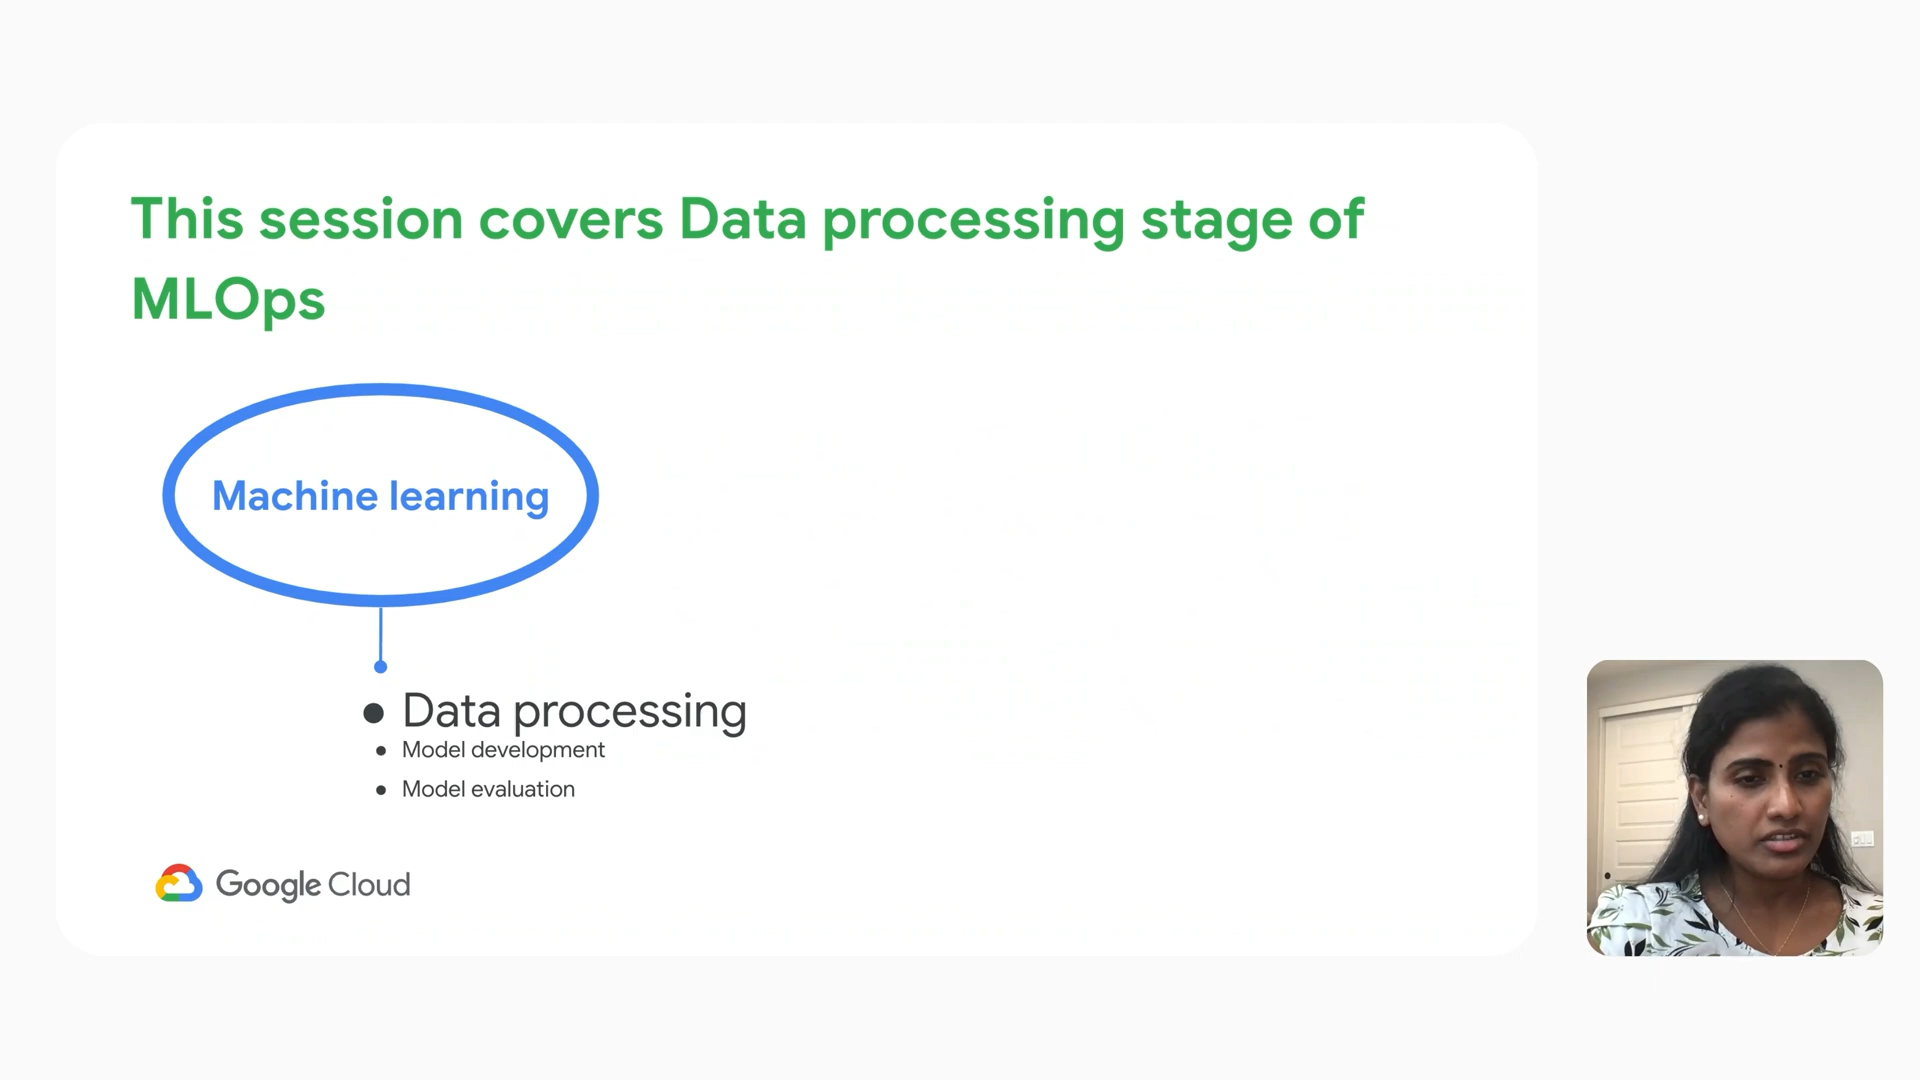 This session covers Data processing stage of
MLOps
Machine learning
Data processing
Model development
Model evaluation
Google Cloud